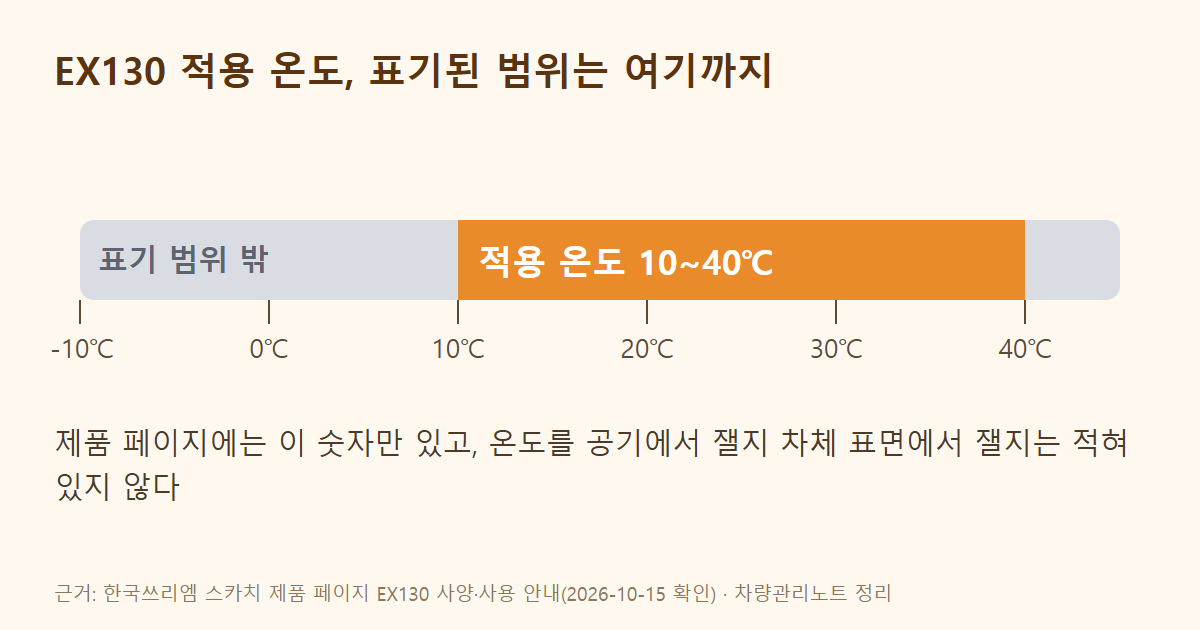 EX130 적용 온도, 표기된 범위는 여기까지
표기 범위 밖
적용 온도 10~40℃
-10℃ 0℃ 10℃ 20℃ 30℃ 40℃
제품 페이지에는 이 숫자만 있고, 온도를 공기에서 잴지 차체 표면에서 잴지는 적혀
있지 않다
근거: 한국쓰리엠 스카치 제품 페이지 EX130 사양·사용 안내(2026-10-15 확인) · 차량관리노트 정리